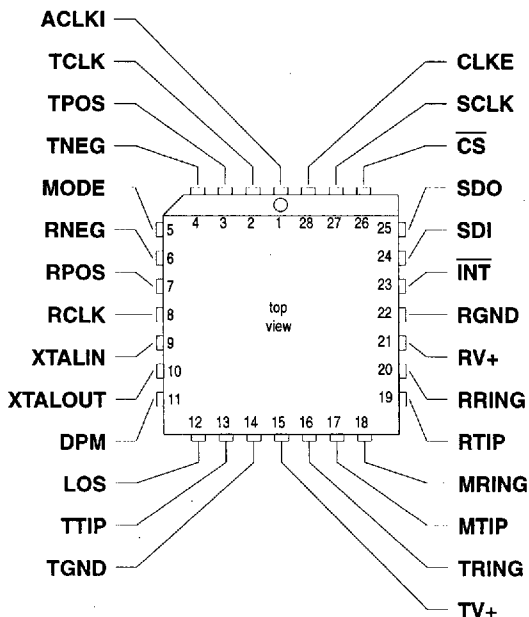 ACLKI
TCLK
TPOS
TNEG
MODE
RNEG
RPOS
RCLK
XTALIN
XTALOUT
DPM
LOS
TTIP
TGND
CLKE
SCLK
C̅S̅
SDO
SDI
I̅N̅T̅
RGND
RV+
RRING
RTIP
MRING
MTIP
TRING
TV+
4 3 2 1 28 27 26
5
6
7
8
9
10
11
25
24
23
22
21
20
19
12 13 14 15 16 17 18
top
view